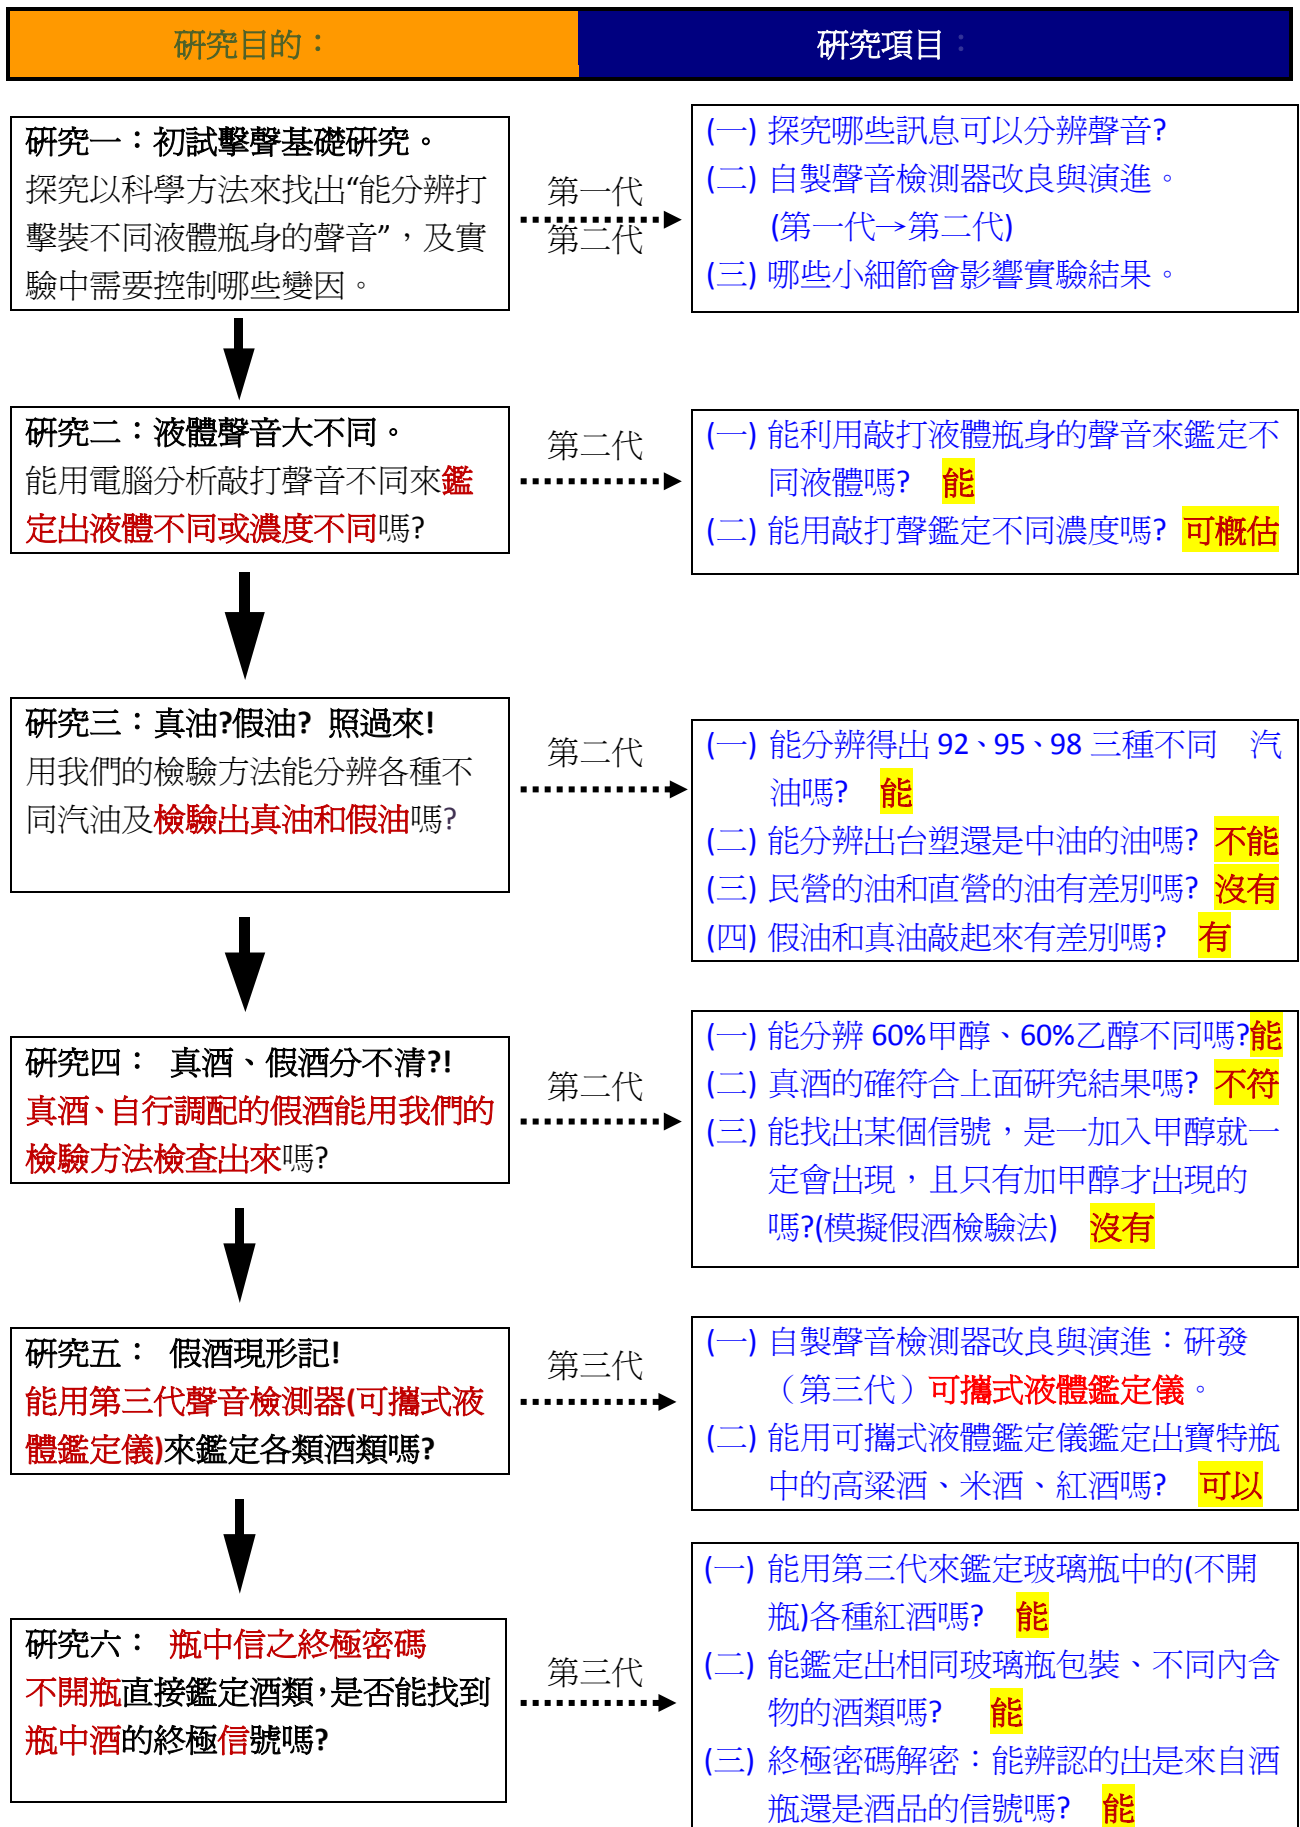 研究目的：
研究項目：
研究一：初試擊聲基礎研究。
探究以科學方法來找出“能分辨打
擊裝不同液體瓶身的聲音”，及實
驗中需要控制哪些變因。
第一代
第二代
(一) 探究哪些訊息可以分辨聲音?
(二) 自製聲音檢測器改良與演進。
(第一代→第二代)
(三) 哪些小細節會影響實驗結果。
研究二：液體聲音大不同。
能用電腦分析敲打聲音不同來鑑
定出液體不同或濃度不同嗎?
第二代
(一) 能利用敲打液體瓶身的聲音來鑑定不
同液體嗎? 能
(二) 能用敲打聲鑑定不同濃度嗎? 可概估
研究三：真油?假油? 照過來!
用我們的檢驗方法能分辨各種不
同汽油及檢驗出真油和假油嗎?
第二代
(一) 能分辨得出 92、95、98 三種不同 汽
油嗎? 能
(二) 能分辨出台塑還是中油的油嗎? 不能
(三) 民營的油和直營的油有差別嗎? 沒有
(四) 假油和真油敲起來有差別嗎? 有
研究四： 真酒、假酒分不清?!
真酒、自行調配的假酒能用我們的
檢驗方法檢查出來嗎?
第二代
(一) 能分辨 60%甲醇、60%乙醇不同嗎?能
(二) 真酒的確符合上面研究結果嗎? 不符
(三) 能找出某個信號，是一加入甲醇就一
定會出現，且只有加甲醇才出現的
嗎?(模擬假酒檢驗法) 沒有
研究五： 假酒現形記!
能用第三代聲音檢測器(可攜式液
體鑑定儀)來鑑定各類酒類嗎?
第三代
(一) 自製聲音檢測器改良與演進：研發
（第三代）可攜式液體鑑定儀。
(二) 能用可攜式液體鑑定儀鑑定出寶特瓶
中的高粱酒、米酒、紅酒嗎? 可以
研究六： 瓶中信之終極密碼
不開瓶直接鑑定酒類，是否能找到
瓶中酒的終極信號嗎?
第三代
(一) 能用第三代來鑑定玻璃瓶中的(不開
瓶)各種紅酒嗎? 能
(二) 能鑑定出相同玻璃瓶包裝、不同內含
物的酒類嗎? 能
(三) 終極密碼解密：能辨認的出是來自酒
瓶還是酒品的信號嗎? 能